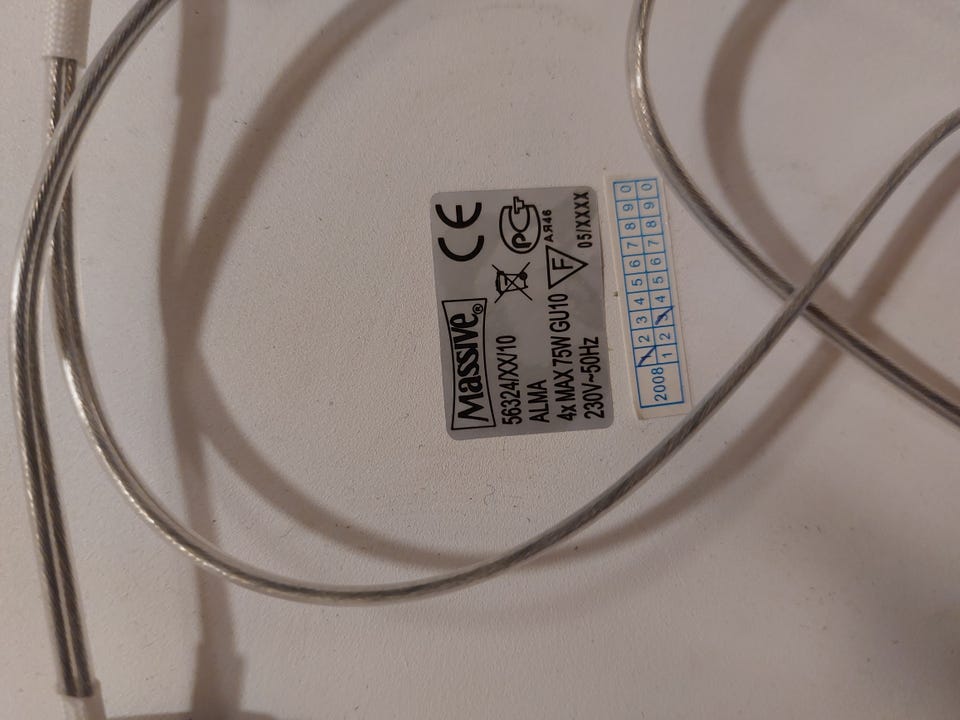 Massive®
CE
56324/XX/10
ALMA
PCT
АЯ46
4x MAX 75W GU10
F
230V~50Hz
05/XXXX
2008
1 2 3 4 5 6 7 8 9 0
1 2 3 4 5 6 7 8 9 0